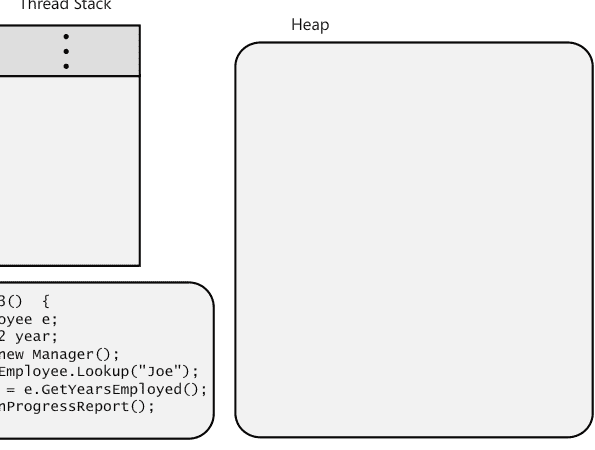 Thread Stack
Heap
3() {
oyee e;
2 year;
new Manager();
Employee.Lookup("Joe");
= e.GetYearsEmployed();
nProgressReport();